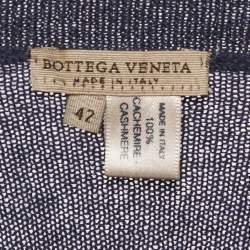 BOTTEGA VENETA
MADE IN ITALY
42
100%
CACHEMIRE-
CASHMERE
MADE IN ITALY